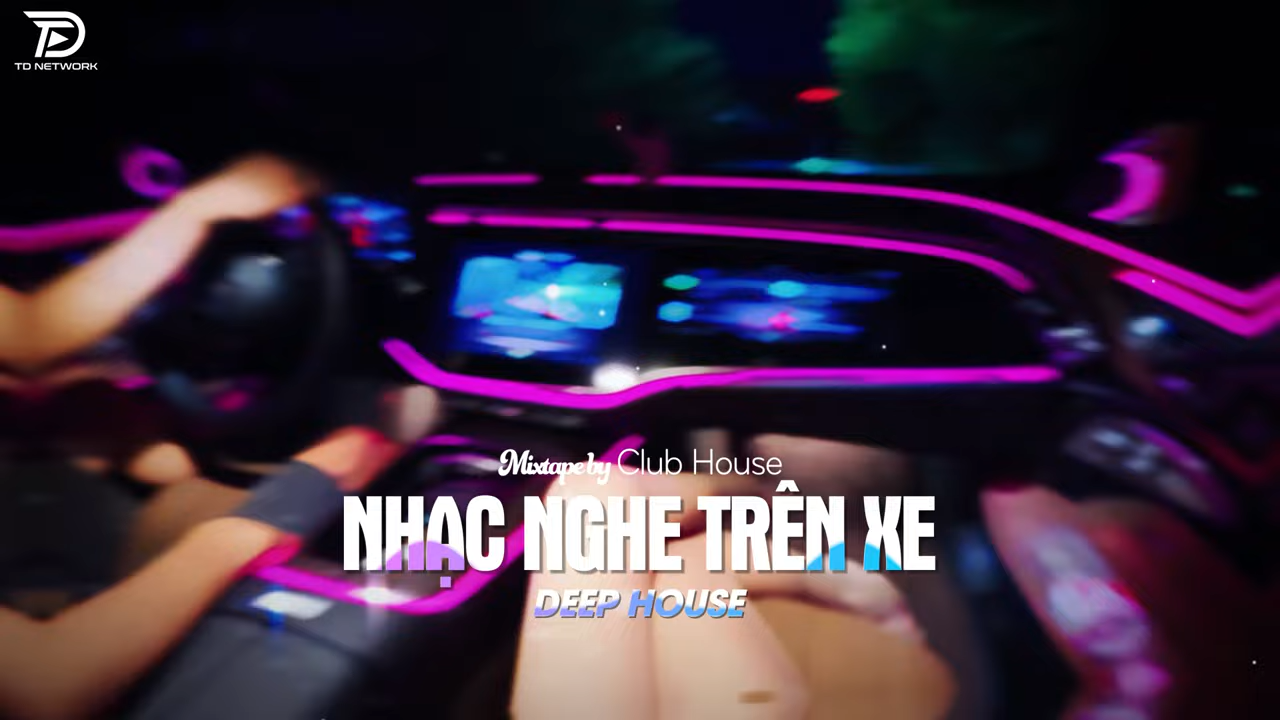 TD NETWORK
Mixtape by Club House
NHẠC NGHE TRÊN XE
DEEP HOUSE